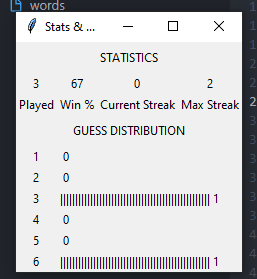 words
Stats & ...
STATISTICS
3 67 0 2
Played Win % Current Streak Max Streak
GUESS DISTRIBUTION
1 0
2 0
3 |||||||||||||||||||||||||||||||||||||||||||||||||| 1
4 0
5 0
6 |||||||||||||||||||||||||||||||||||||||||||||||||| 1